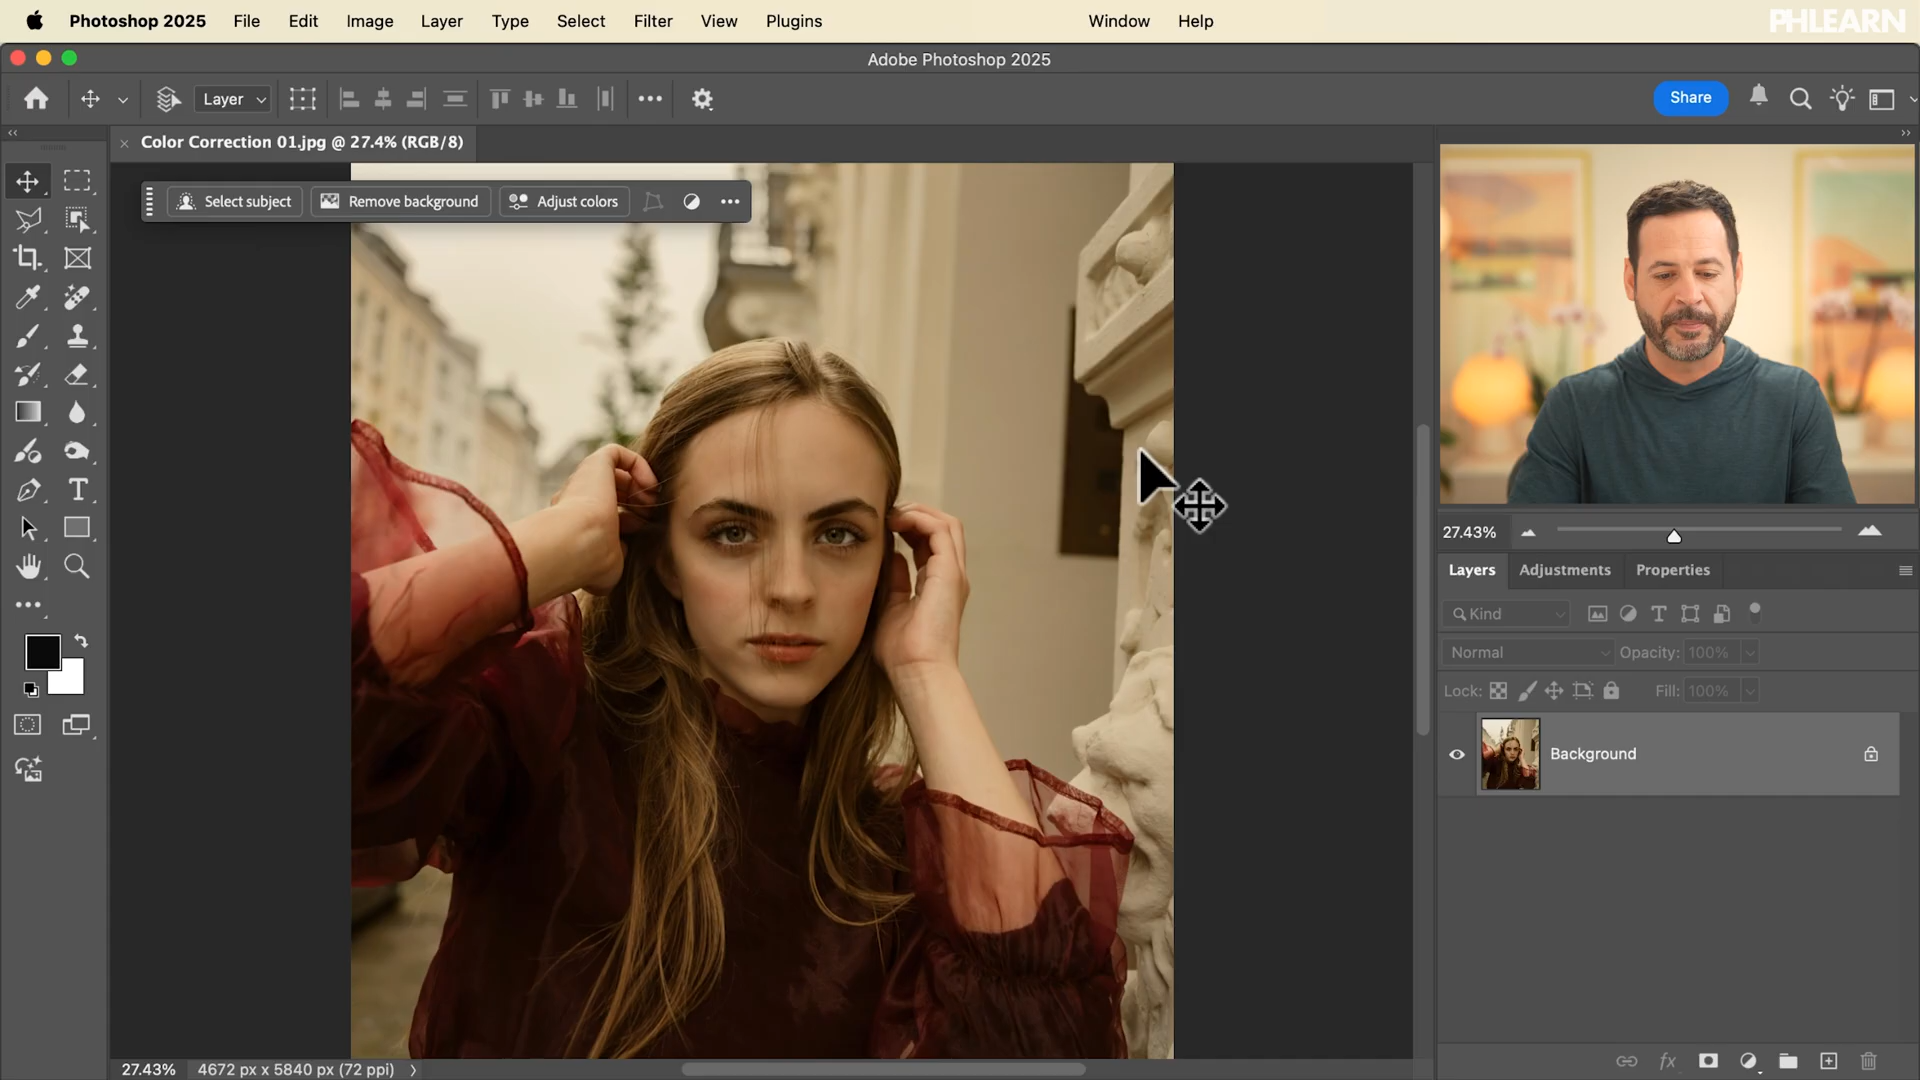 Photoshop 2025 File Edit Image Layer Type Select Filter View Plugins Window Help
PHLEARN
Adobe Photoshop 2025
Layer
Share
Color Correction 01.jpg @ 27.4% (RGB/8)
Select subject
Remove background
Adjust colors
27.43%
Layers Adjustments Properties
Kind
Normal Opacity: 100%
Lock: Fill: 100%
Background
fx
27.43% 4672 px x 5840 px (72 ppi)